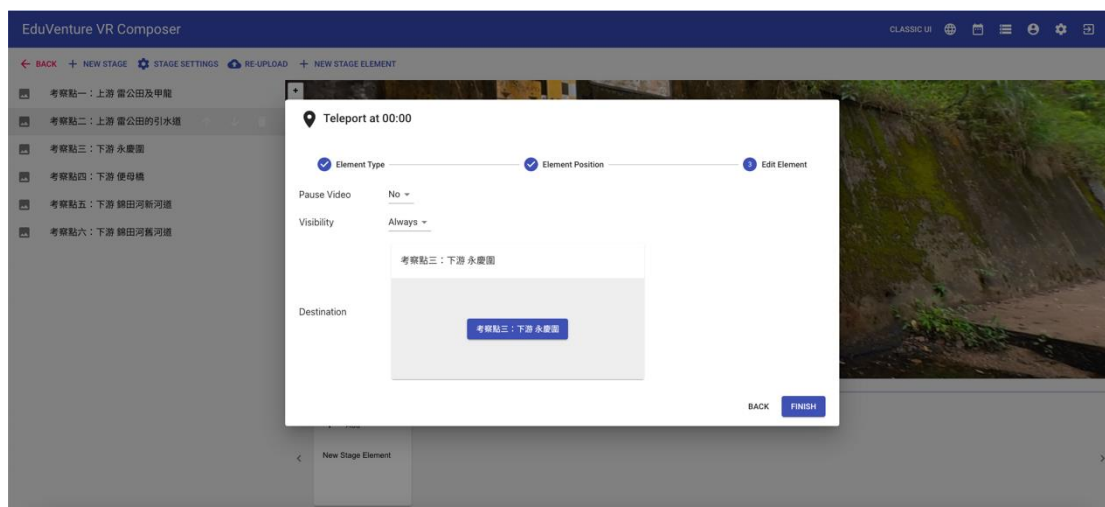 EduVenture VR Composer
CLASSIC UI
BACK + NEW STAGE STAGE SETTINGS RE-UPLOAD + NEW STAGE ELEMENT
考察點一：上游 雷公田及甲龍
考察點二：上游 雷公田的引水道
考察點三：下游 永慶圍
考察點四：下游 便母橋
考察點五：下游 錦田河新河道
考察點六：下游 錦田河舊河道
+
Teleport at 00:00
Element Type
Element Position
3 Edit Element
Pause Video No
Visibility Always
考察點三：下游 永慶圍
Destination
考察點三：下游 永慶圍
BACK FINISH
New Stage Element